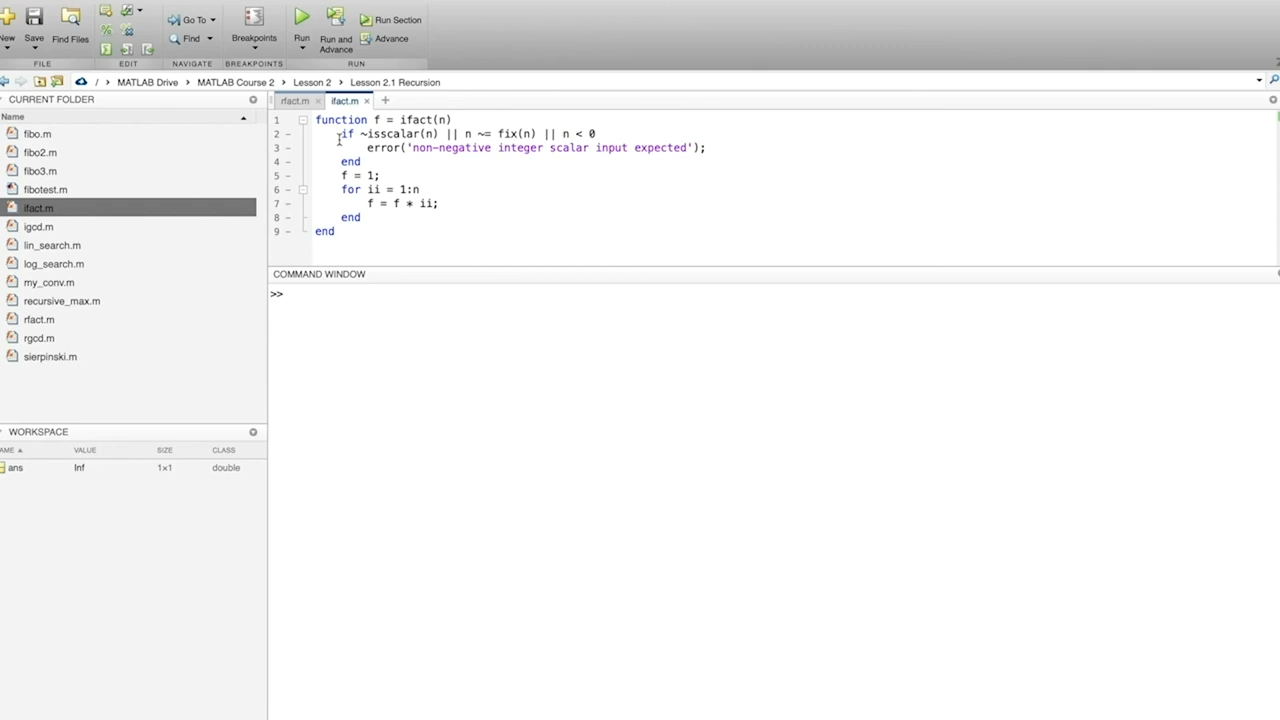 New
Save
Find Files
Go To
Find
Breakpoints
Run
Run and
Advance
Run Section
Advance
FILE
EDIT
NAVIGATE
BREAKPOINTS
RUN
/ › MATLAB Drive › MATLAB Course 2 › Lesson 2 › Lesson 2.1 Recursion
CURRENT FOLDER
Name
fibo.m
fibo2.m
fibo3.m
fibotest.m
ifact.m
igcd.m
lin_search.m
log_search.m
my_conv.m
recursive_max.m
rfact.m
rgcd.m
sierpinski.m
WORKSPACE
AME VALUE SIZE CLASS
ans Inf 1×1 double
rfact.m × ifact.m × +
1 function f = ifact(n)
2 – if ~isscalar(n) || n ~= fix(n) || n < 0
3 – error('non-negative integer scalar input expected');
4 – end
5 – f = 1;
6 – for ii = 1:n
7 – f = f * ii;
8 – end
9 – end
COMMAND WINDOW
>>